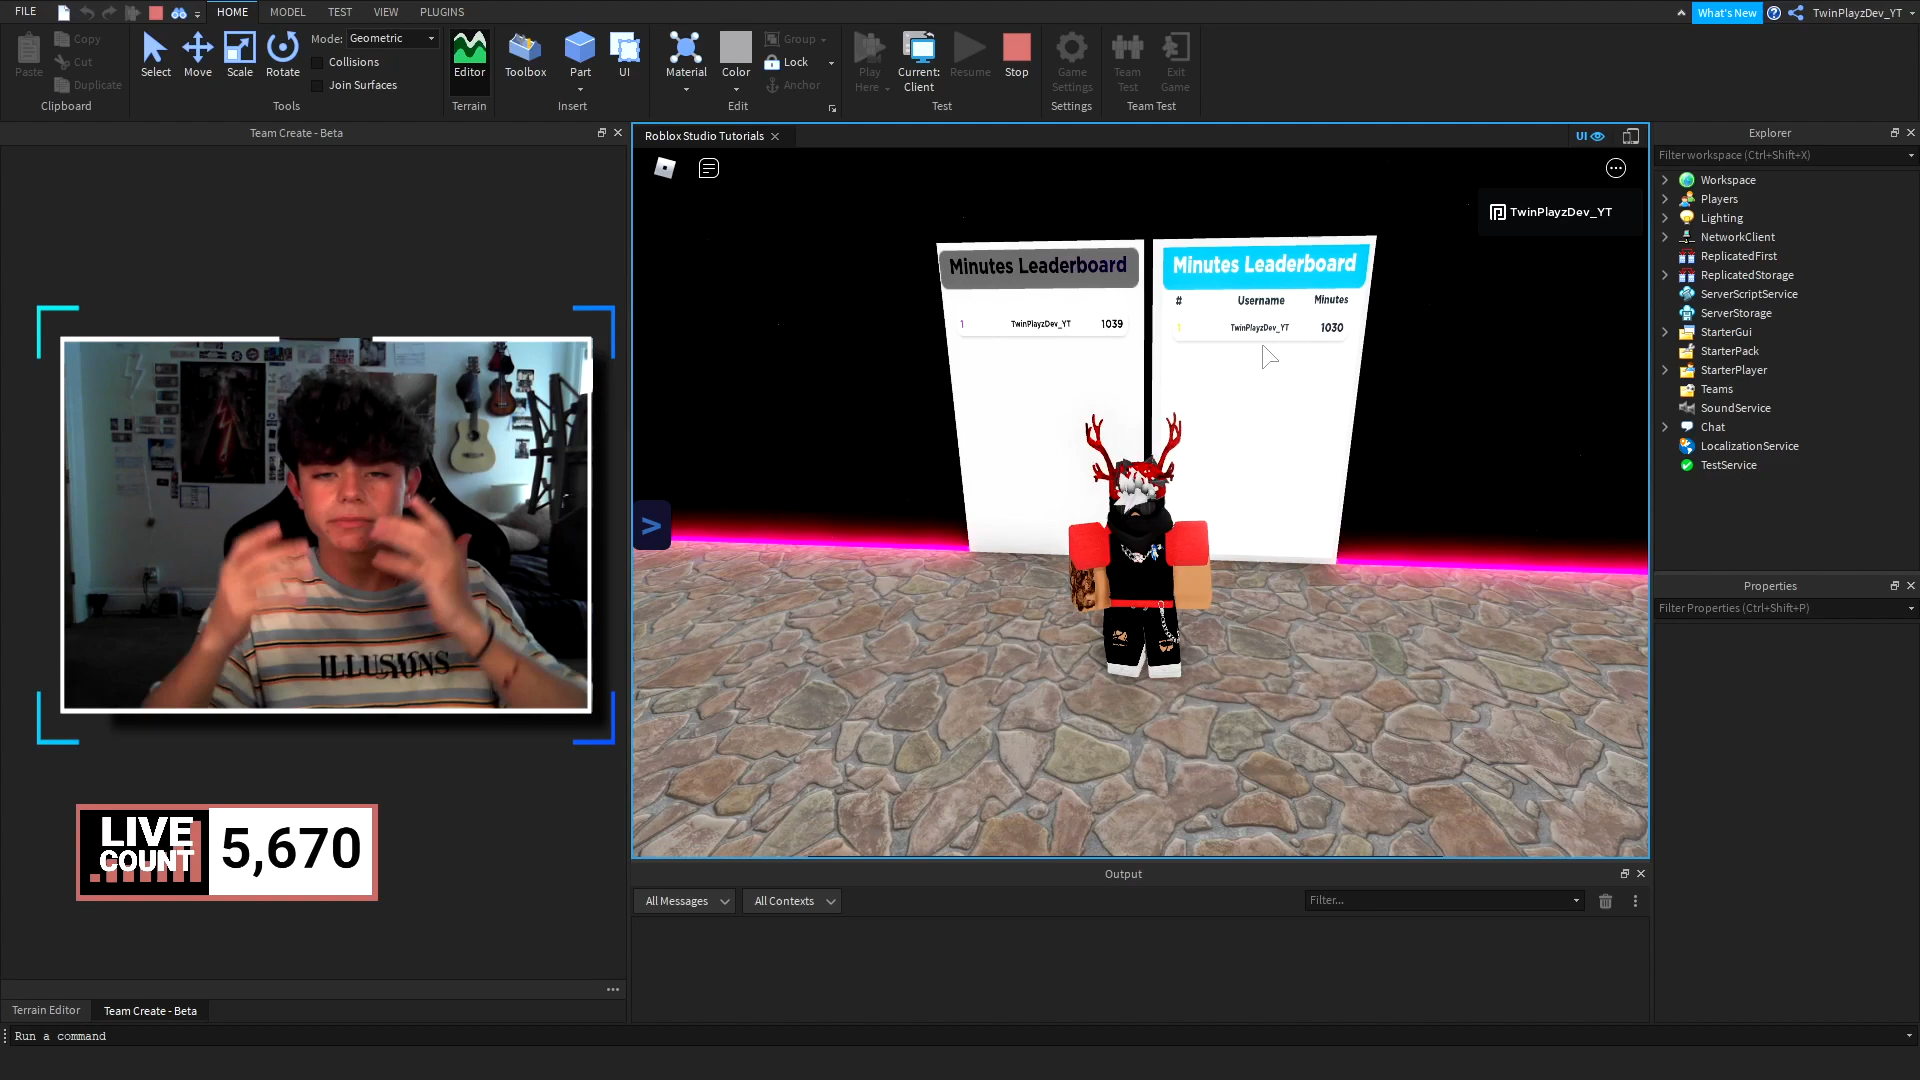 FILE
HOME
MODEL
TEST
VIEW
PLUGINS
What's New
TwinPlayzDev_YT
Paste
Copy
Cut
Duplicate
Clipboard
Select
Move
Scale
Rotate
Mode: Geometric
Collisions
Join Surfaces
Tools
Editor
Terrain
Toolbox
Part
UI
Insert
Material
Color
Group
Lock
Anchor
Edit
Play
Here
Current:
Client
Resume
Stop
Test
Game
Settings
Settings
Team
Test
Exit
Game
Team Test
Team Create - Beta
ILLUSIONS
LIVE
COUNT
5,670
Terrain Editor
Team Create - Beta
Run a command
Roblox Studio Tutorials
UI
TwinPlayzDev_YT
Minutes Leaderboard
1 TwinPlayzDev_YT 1039
Minutes Leaderboard
# Username Minutes
1 TwinPlayzDev_YT 1030
>
Output
All Messages
All Contexts
Filter...
Explorer
Filter workspace (Ctrl+Shift+X)
Workspace
Players
Lighting
NetworkClient
ReplicatedFirst
ReplicatedStorage
ServerScriptService
ServerStorage
StarterGui
StarterPack
StarterPlayer
Teams
SoundService
Chat
LocalizationService
TestService
Properties
Filter Properties (Ctrl+Shift+P)